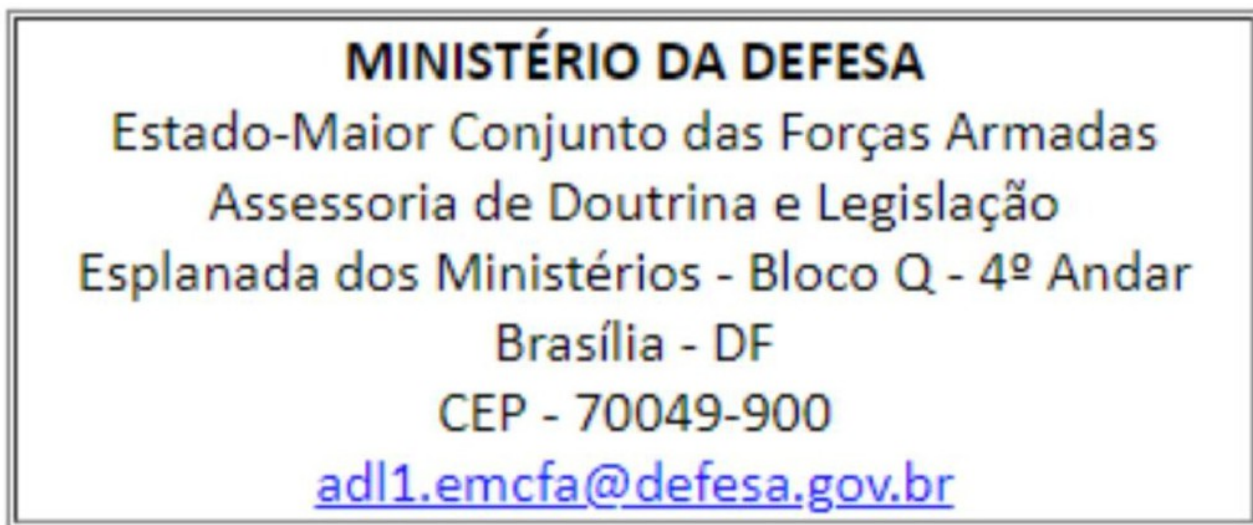 MINISTÉRIO DA DEFESA
Estado-Maior Conjunto das Forças Armadas
Assessoria de Doutrina e Legislação
Esplanada dos Ministérios - Bloco Q - 4º Andar
Brasília - DF
CEP - 70049-900
adl1.emcfa@defesa.gov.br